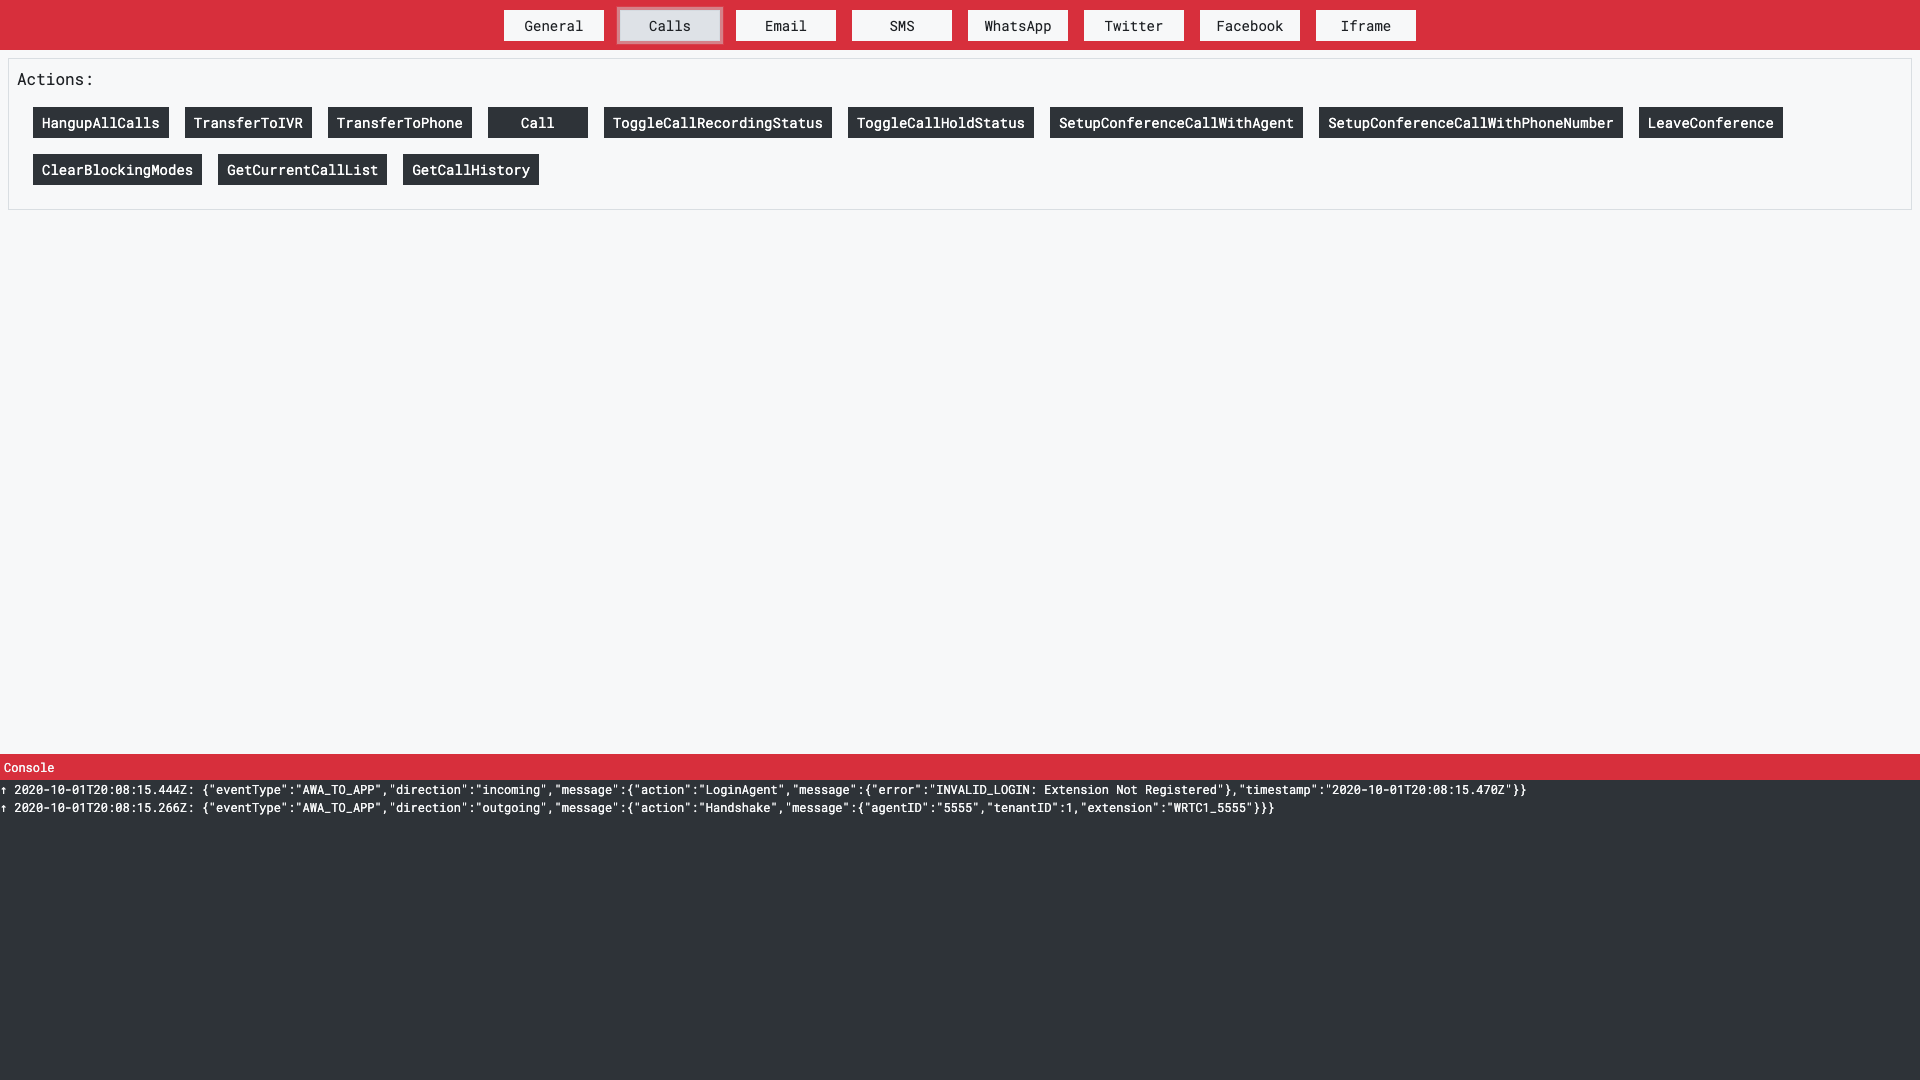 General Calls Email SMS WhatsApp Twitter Facebook Iframe
Actions:
HangupAllCalls TransferToIVR TransferToPhone Call ToggleCallRecordingStatus ToggleCallHoldStatus SetupConferenceCallWithAgent SetupConferenceCallWithPhoneNumber LeaveConference
ClearBlockingModes GetCurrentCallList GetCallHistory
Console
↑ 2020-10-01T20:08:15.444Z: {"eventType":"AWA_TO_APP","direction":"incoming","message":{"action":"LoginAgent","message":{"error":"INVALID_LOGIN: Extension Not Registered"},"timestamp":"2020-10-01T20:08:15.470Z"}}
↑ 2020-10-01T20:08:15.266Z: {"eventType":"AWA_TO_APP","direction":"outgoing","message":{"action":"Handshake","message":{"agentID":"5555","tenantID":1,"extension":"WRTC1_5555"}}}